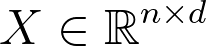 X ∈ ℝ^{n×d}